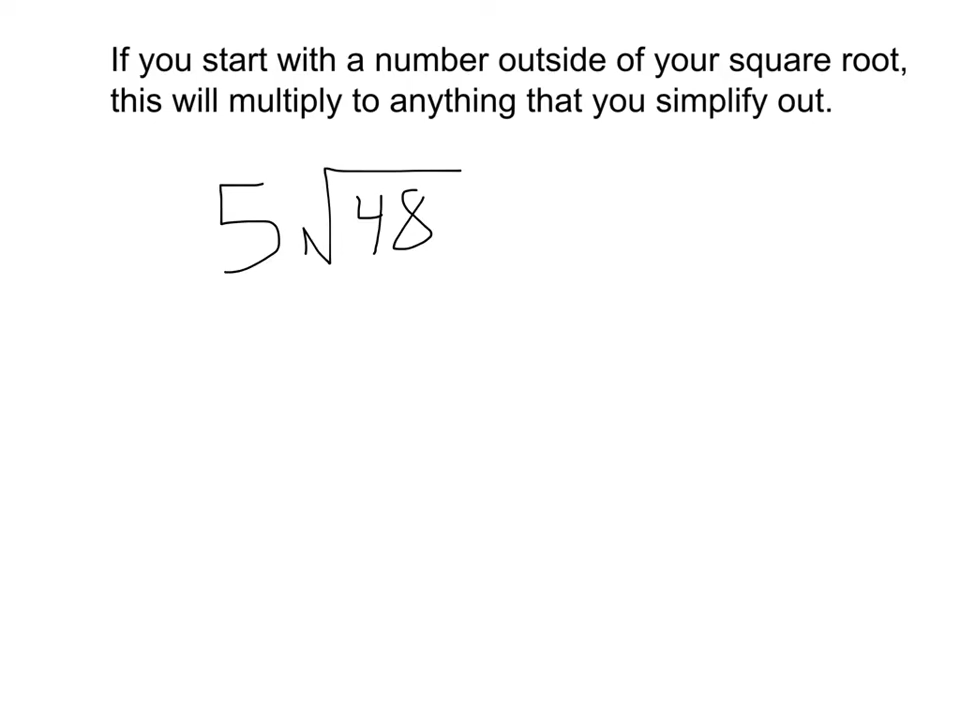 If you start with a number outside of your square root,
this will multiply to anything that you simplify out.
5√48